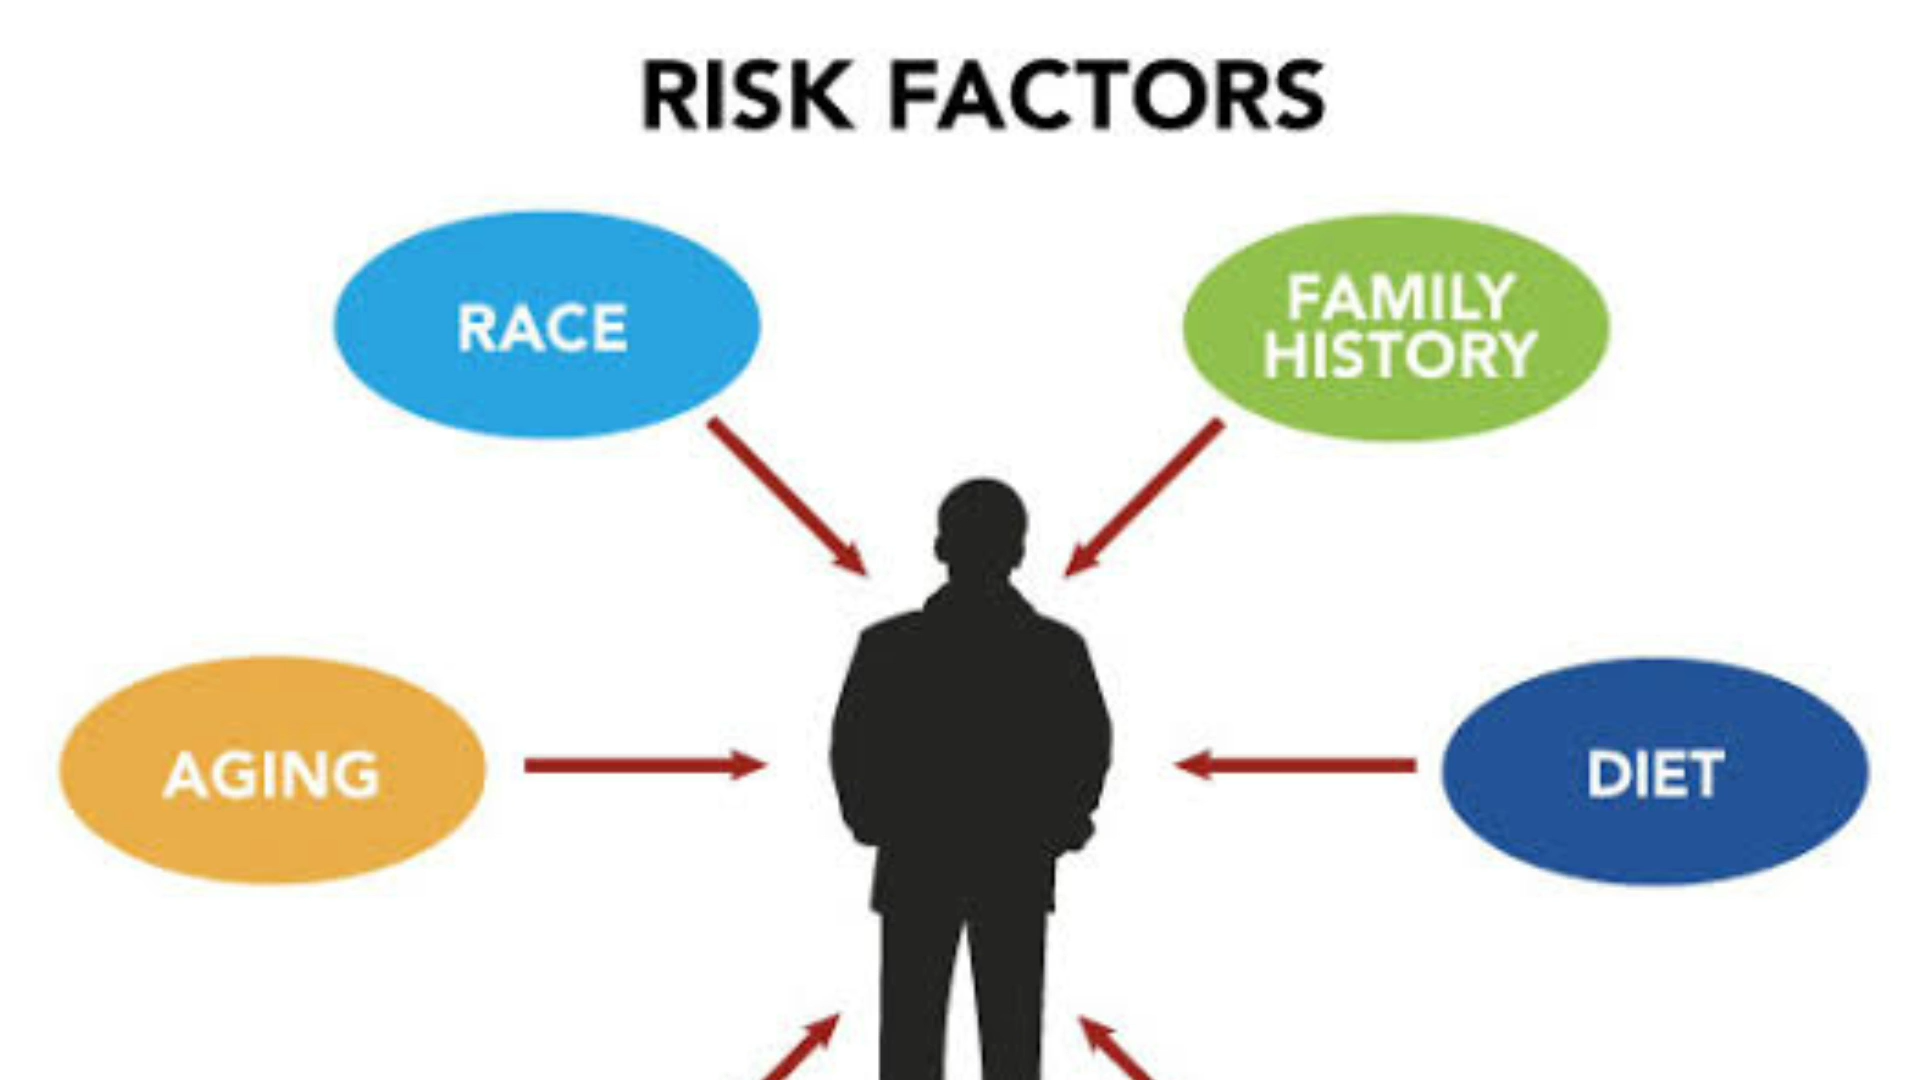 RISK FACTORS
RACE
FAMILY
HISTORY
AGING
DIET